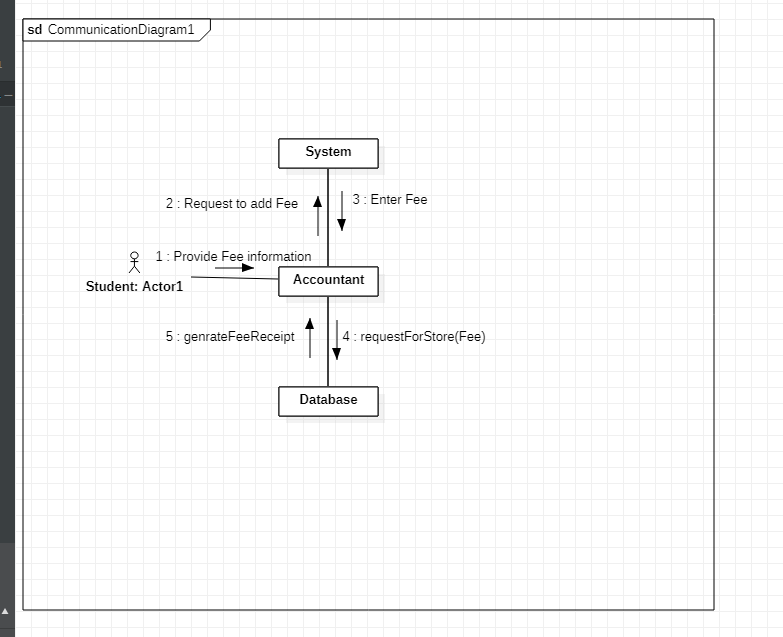 sd CommunicationDiagram1
System
2 : Request to add Fee
3 : Enter Fee
1 : Provide Fee information
Student: Actor1
Accountant
5 : genrateFeeReceipt
4 : requestForStore(Fee)
Database